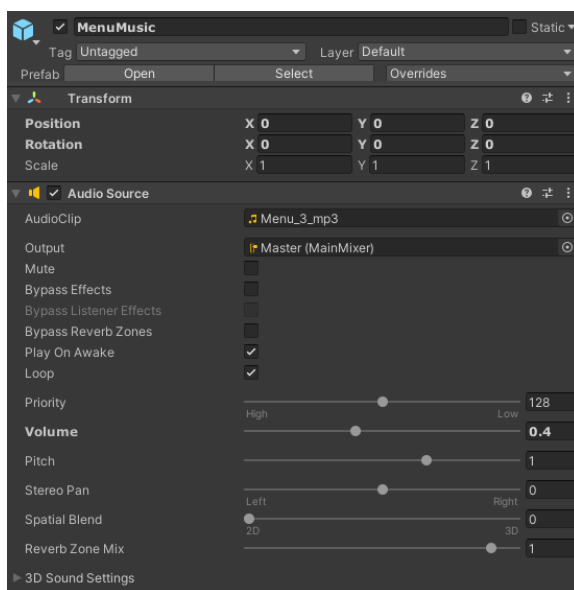 MenuMusic Static
Tag Untagged Layer Default
Prefab Open Select Overrides
Transform
Position X 0 Y 0 Z 0
Rotation X 0 Y 0 Z 0
Scale X 1 Y 1 Z 1
Audio Source
AudioClip Menu_3_mp3
Output Master (MainMixer)
Mute
Bypass Effects
Bypass Listener Effects
Bypass Reverb Zones
Play On Awake
Loop
Priority 128
High Low
Volume 0.4
Pitch 1
Stereo Pan 0
Left Right
Spatial Blend 0
2D 3D
Reverb Zone Mix 1
3D Sound Settings